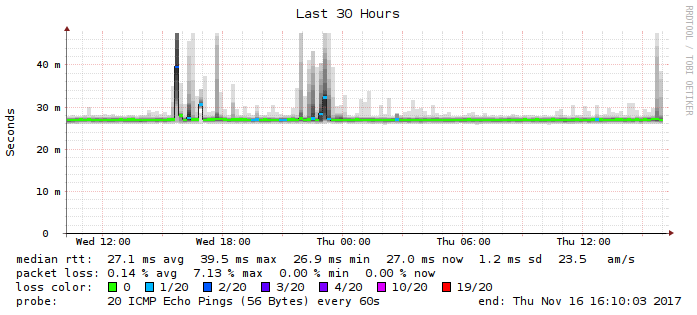 Last 30 Hours
RRDTOOL / TOBI OETIKER
Seconds
40 m
30 m
20 m
10 m
0
Wed 12:00 Wed 18:00 Thu 00:00 Thu 06:00 Thu 12:00
median rtt: 27.1 ms avg 39.5 ms max 26.9 ms min 27.0 ms now 1.2 ms sd 23.5 am/s
packet loss: 0.14 % avg 7.13 % max 0.00 % min 0.00 % now
loss color: 0 1/20 2/20 3/20 4/20 10/20 19/20
probe: 20 ICMP Echo Pings (56 Bytes) every 60s end: Thu Nov 16 16:10:03 2017